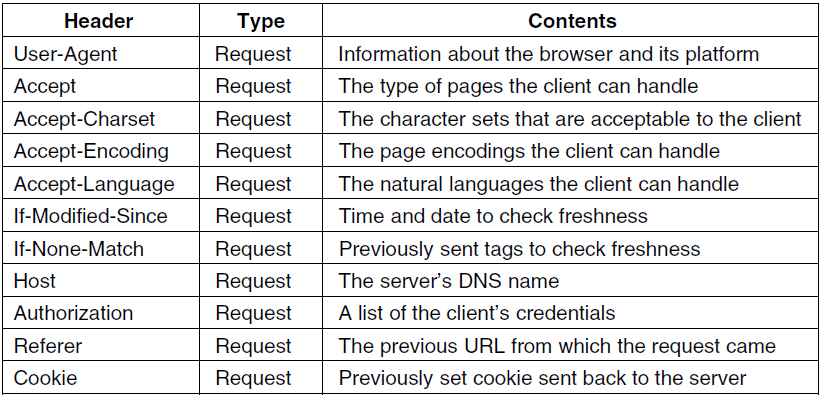 Header Type Contents
User-Agent Request Information about the browser and its platform
Accept Request The type of pages the client can handle
Accept-Charset Request The character sets that are acceptable to the client
Accept-Encoding Request The page encodings the client can handle
Accept-Language Request The natural languages the client can handle
If-Modified-Since Request Time and date to check freshness
If-None-Match Request Previously sent tags to check freshness
Host Request The server’s DNS name
Authorization Request A list of the client’s credentials
Referer Request The previous URL from which the request came
Cookie Request Previously set cookie sent back to the server